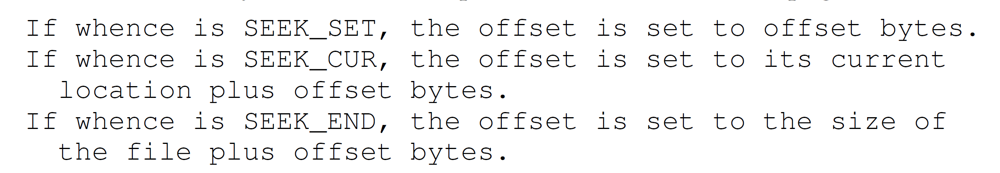 If whence is SEEK_SET, the offset is set to offset bytes.
If whence is SEEK_CUR, the offset is set to its current
location plus offset bytes.
If whence is SEEK_END, the offset is set to the size of
the file plus offset bytes.